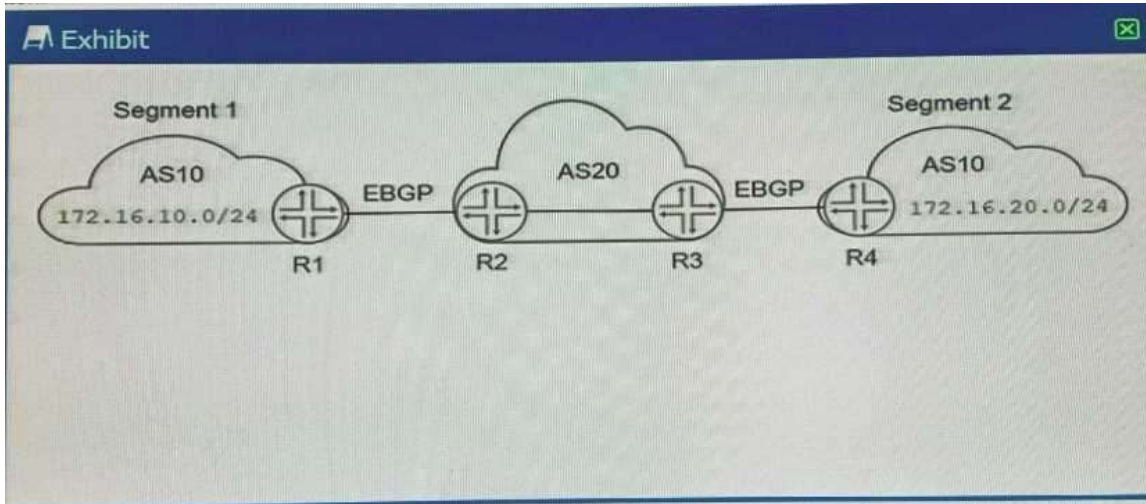 Exhibit
Segment 1
Segment 2
AS10
AS20
AS10
172.16.10.0/24
EBGP
EBGP
172.16.20.0/24
R1
R2
R3
R4